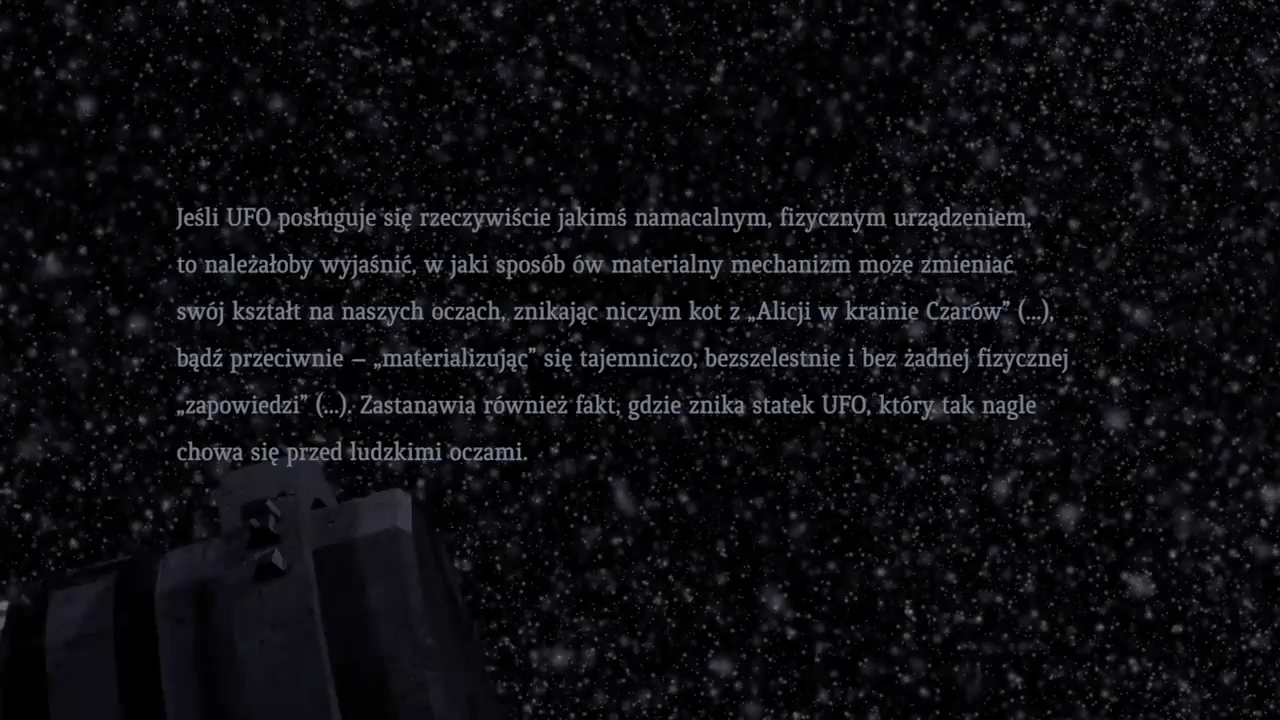 Jeśli UFO posługuje się rzeczywiście jakimś namacalnym, fizycznym urządzeniem,
to należałoby wyjaśnić, w jaki sposób ów materialny mechanizm może zmieniać
swój kształt na naszych oczach, znikając niczym kot z „Alicji w krainie Czarów” (...),
bądź przeciwnie – „materializując” się tajemniczo, bezszelestnie i bez żadnej fizycznej
„zapowiedzi” (...). Zastanawia również fakt, gdzie znika statek UFO, który tak nagle
chowa się przed ludzkimi oczami.